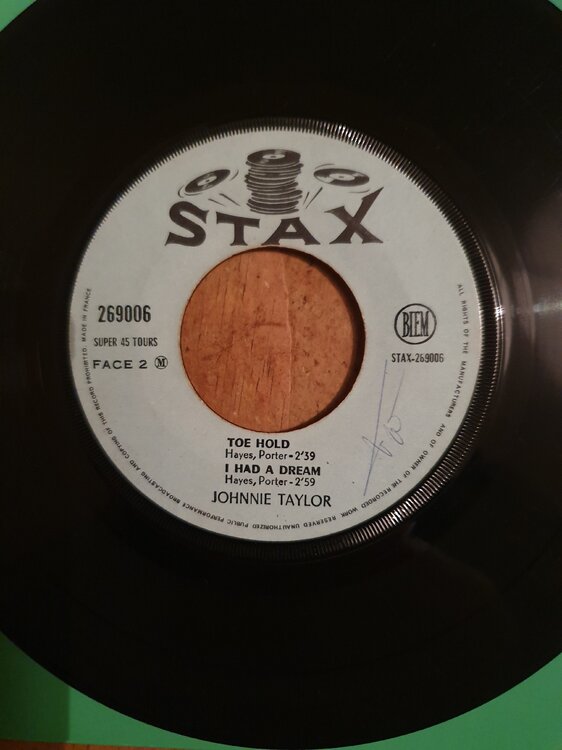 STAX
269006
SUPER 45 TOURS
FACE 2 M
BIEM
STAX-269006
TOE HOLD
Hayes, Porter - 2'39
I HAD A DREAM
Hayes, Porter - 2'59
JOHNNIE TAYLOR
ALL RIGHTS OF THE MANUFACTURERS AND OF OWNER OF THE RECORDED WORK RESERVED UNAUTHORIZED PUBLIC PERFORMANCE BROADCASTING AND COPYING OF THIS RECORD PROHIBITED. MADE IN FRANCE